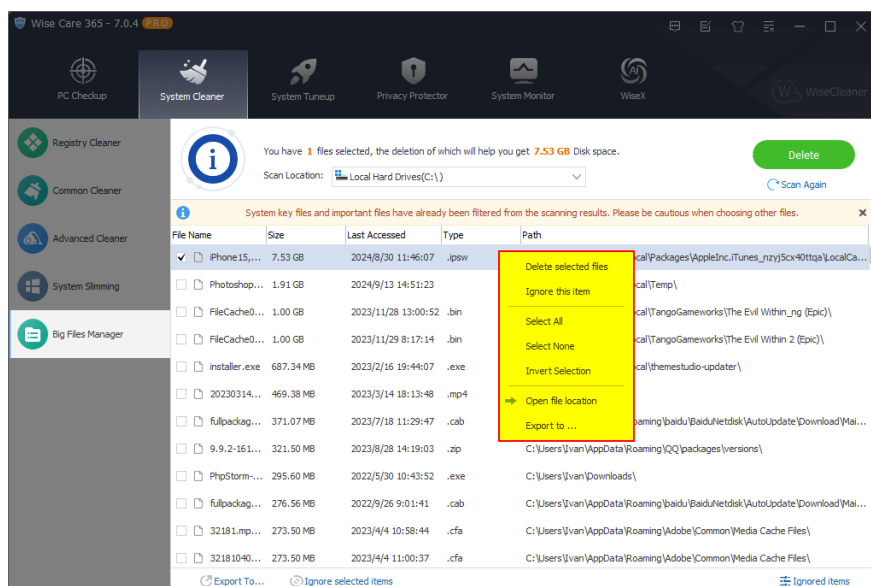 Wise Care 365 - 7.0.4 PRO
PC Checkup
System Cleaner
System Tuneup
Privacy Protector
System Monitor
AI
WiseX
W WiseCleaner
Registry Cleaner
Common Cleaner
Advanced Cleaner
System Slimming
Big Files Manager
You have 1 files selected, the deletion of which will help you get 7.53 GB Disk space.
Scan Location: Local Hard Drives(C:\)
Delete
Scan Again
System key files and important files have already been filtered from the scanning results. Please be cautious when choosing other files.
File Name Size Last Accessed Type Path
iPhone15,... 7.53 GB 2024/8/30 11:46:07 .ipsw cal\Packages\AppleInc.iTunes_nzyj5cx40ttqa\LocalCa...
Photoshop... 1.91 GB 2024/9/13 14:51:23 cal\Temp\
FileCache0... 1.00 GB 2023/11/28 13:00:52 .bin cal\TangoGameworks\The Evil Within_ng (Epic)\
FileCache0... 1.00 GB 2023/11/29 8:17:14 .bin cal\TangoGameworks\The Evil Within 2 (Epic)\
installer.exe 687.34 MB 2023/2/16 19:44:07 .exe cal\themestudio-updater\
20230314... 469.38 MB 2023/3/14 18:13:48 .mp4
fullpackag... 371.07 MB 2023/7/18 11:29:47 .cab oaming\baidu\BaiduNetdisk\AutoUpdate\Download\Mai...
9.9.2-161... 321.50 MB 2023/8/28 14:19:03 .zip C:\Users\Ivan\AppData\Roaming\QQ\packages\versions\
PhpStorm-... 295.60 MB 2022/5/30 10:43:52 .exe C:\Users\Ivan\Downloads\
fullpackag... 276.56 MB 2022/9/26 9:01:41 .cab C:\Users\Ivan\AppData\Roaming\baidu\BaiduNetdisk\AutoUpdate\Download\Mai...
32181.mp... 273.50 MB 2023/4/4 10:58:44 .cfa C:\Users\Ivan\AppData\Roaming\Adobe\Common\Media Cache Files\
32181040... 273.50 MB 2023/4/4 11:00:37 .cfa C:\Users\Ivan\AppData\Roaming\Adobe\Common\Media Cache Files\
Delete selected files
Ignore this item
Select All
Select None
Invert Selection
Open file location
Export to ...
Export To... Ignore selected items Ignored items